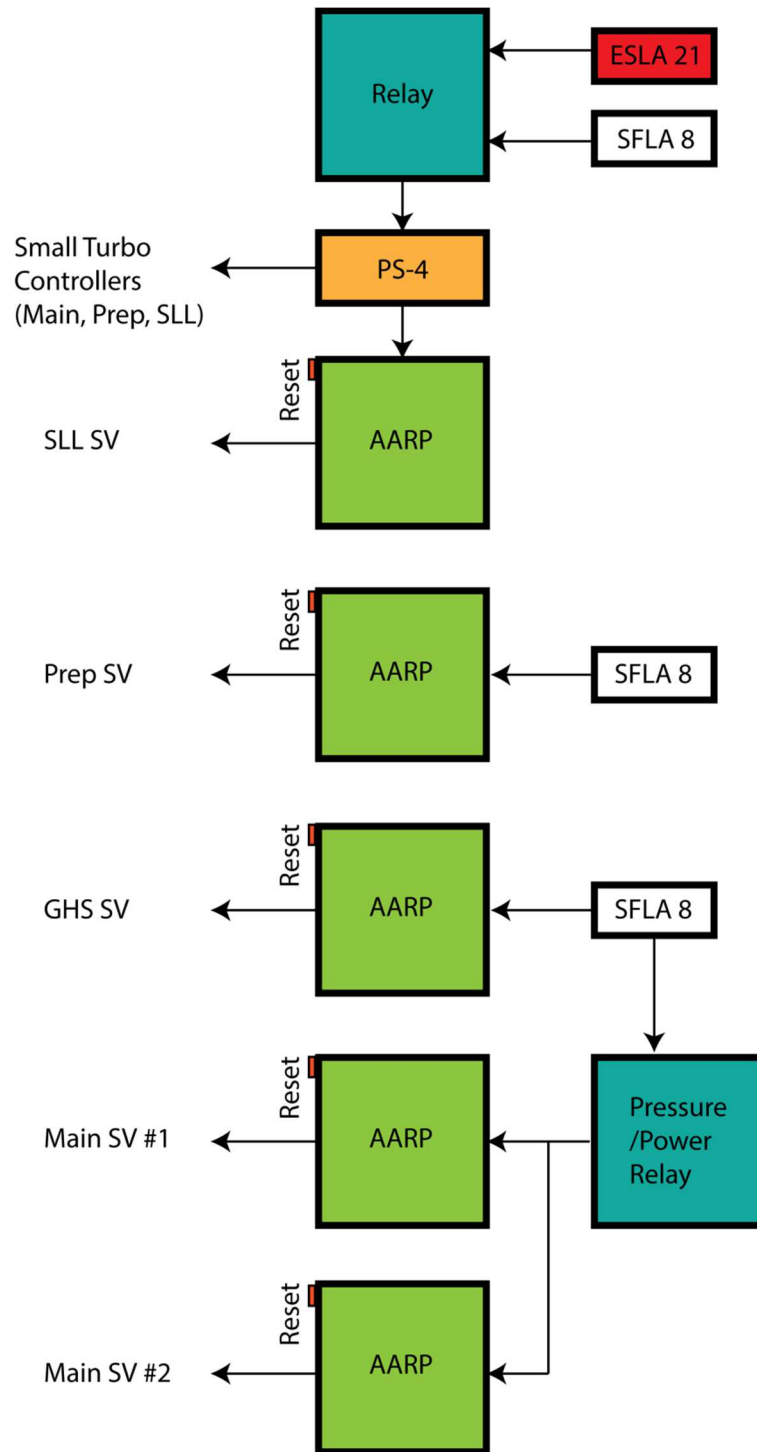 Relay
ESLA 21
SFLA 8
Small Turbo
Controllers
(Main, Prep, SLL)
PS-4
Reset
SLL SV
AARP
Reset
Prep SV
AARP
SFLA 8
Reset
GHS SV
AARP
SFLA 8
Reset
Main SV #1
AARP
Pressure
/Power
Relay
Reset
Main SV #2
AARP